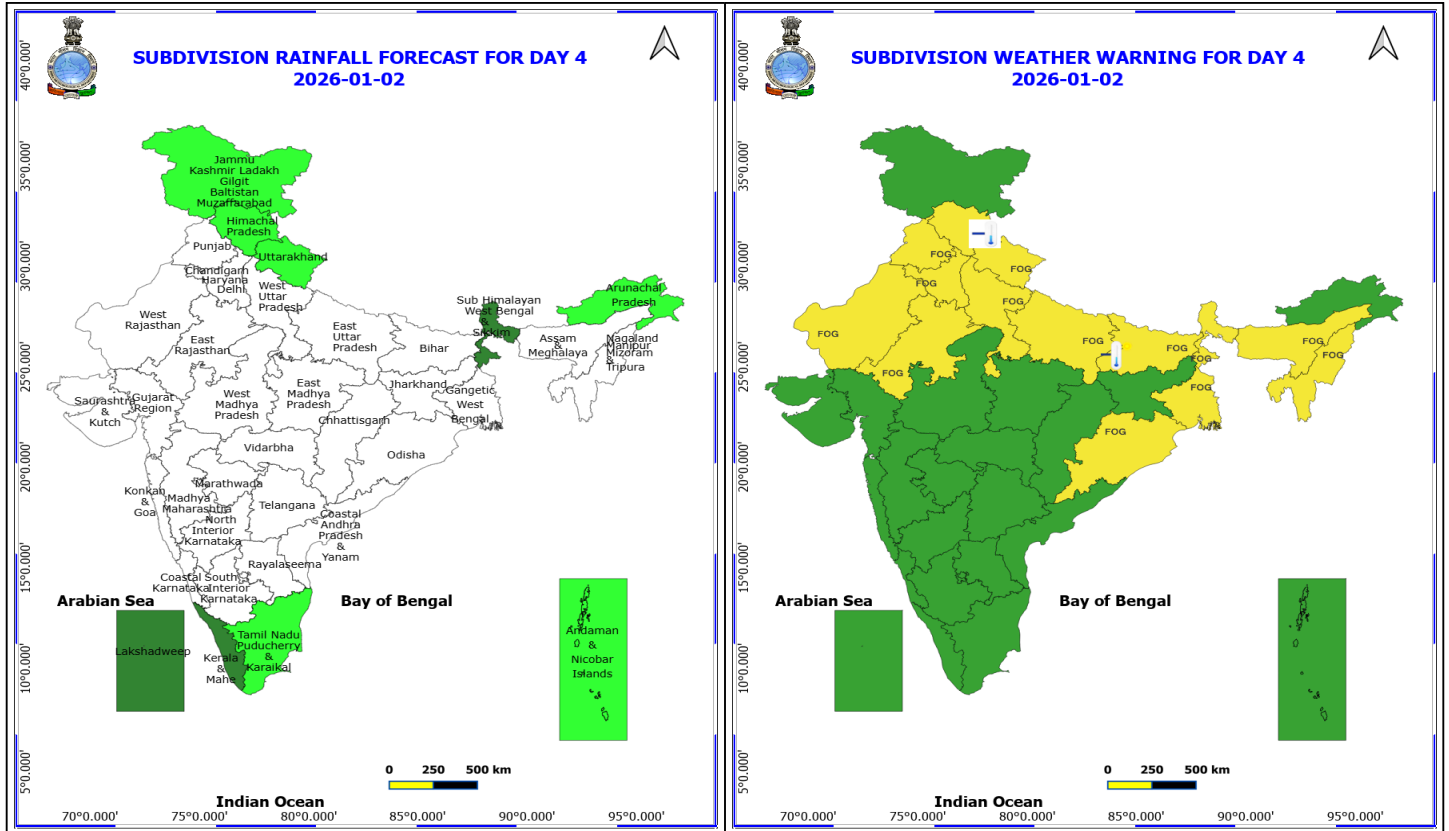 SUBDIVISION RAINFALL FORECAST FOR DAY 4
2026-01-02
40°0.000'
35°0.000'
30°0.000'
25°0.000'
20°0.000'
15°0.000'
10°0.000'
5°0.000'
Jammu
Kashmir Ladakh
Gilgit
Baltistan
Muzaffarabad
Himachal
Pradesh
Punjab
Uttarakhand
Chandigarh
Haryana
Delhi
West
Uttar
Pradesh
Arunachal
Pradesh
Sub Himalayan
West Bengal
&
Sikkim
West
Rajasthan
East
Rajasthan
East
Uttar
Pradesh
Bihar
Assam
&
Meghalaya
Nagaland
Manipur
Mizoram
&
Tripura
Saurashtra
&
Kutch
Gujarat
Region
West
Madhya
Pradesh
East
Madhya
Pradesh
Jharkhand
Gangetic
West
Bengal
Chhattisgarh
Vidarbha
Odisha
Konkan
&
Goa
Marathwada
Madhya
Maharashtra
North
Interior
Karnataka
Telangana
Coastal
Andhra
Pradesh
&
Yanam
Rayalaseema
Coastal
Karnataka
South
Interior
Karnataka
Arabian Sea
Bay of Bengal
Lakshadweep
Kerala
&
Mahe
Tamil Nadu
Puducherry
&
Karaikal
Andaman
&
Nicobar
Islands
0 250 500 km
Indian Ocean
70°0.000' 75°0.000' 80°0.000' 85°0.000' 90°0.000' 95°0.000'
SUBDIVISION WEATHER WARNING FOR DAY 4
2026-01-02
40°0.000'
35°0.000'
30°0.000'
25°0.000'
20°0.000'
15°0.000'
10°0.000'
5°0.000'
FOG
FOG
FOG
FOG
FOG
FOG
FOG
FOG
FOG
FOG
FOG
FOG
FOG
FOG
Arabian Sea
Bay of Bengal
0 250 500 km
Indian Ocean
70°0.000' 75°0.000' 80°0.000' 85°0.000' 90°0.000' 95°0.000'